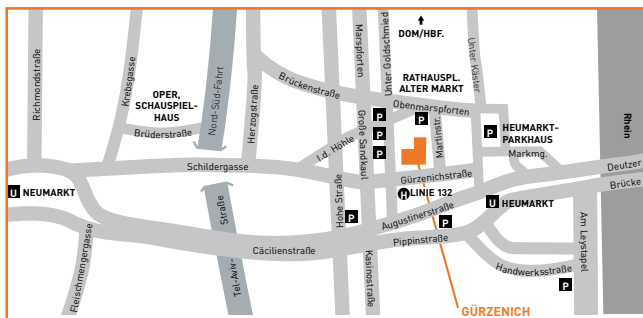 Richmondstraße
Krebsgasse
OPER,
SCHAUSPIEL-
HAUS
Brüderstraße
Nord-Süd-Fahrt
Herzogstraße
Brückenstraße
Marspforten
Unter Goldschmied
DOM/HBF.
RATHAUSPL.
ALTER MARKT
Unter Käster
Obenmarspforten
P
P
P
P
I.d. Höhle
Große Sandkaul
Martinstr.
P
HEUMARKT-
PARKHAUS
Markmg.
Rhein
Schildergasse
Gürzenichstraße
Deutzer
Brücke
U NEUMARKT
H LINIE 132
U HEUMARKT
Hohe Straße
P
Augustinerstraße
P
Pippinstraße
Straße
Tel-Aviv-
Cäcilienstraße
Kasinostraße
Fleischmengergasse
Am Leystapel
Handwerksstraße
P
GÜRZENICH